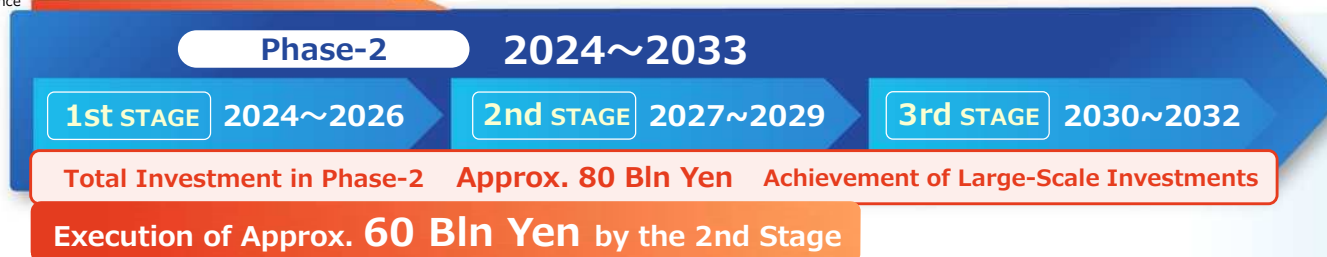 Phase-2 2024～2033
1st STAGE 2024～2026 2nd STAGE 2027~2029 3rd STAGE 2030~2032
Total Investment in Phase-2 Approx. 80 Bln Yen Achievement of Large-Scale Investments
Execution of Approx. 60 Bln Yen by the 2nd Stage